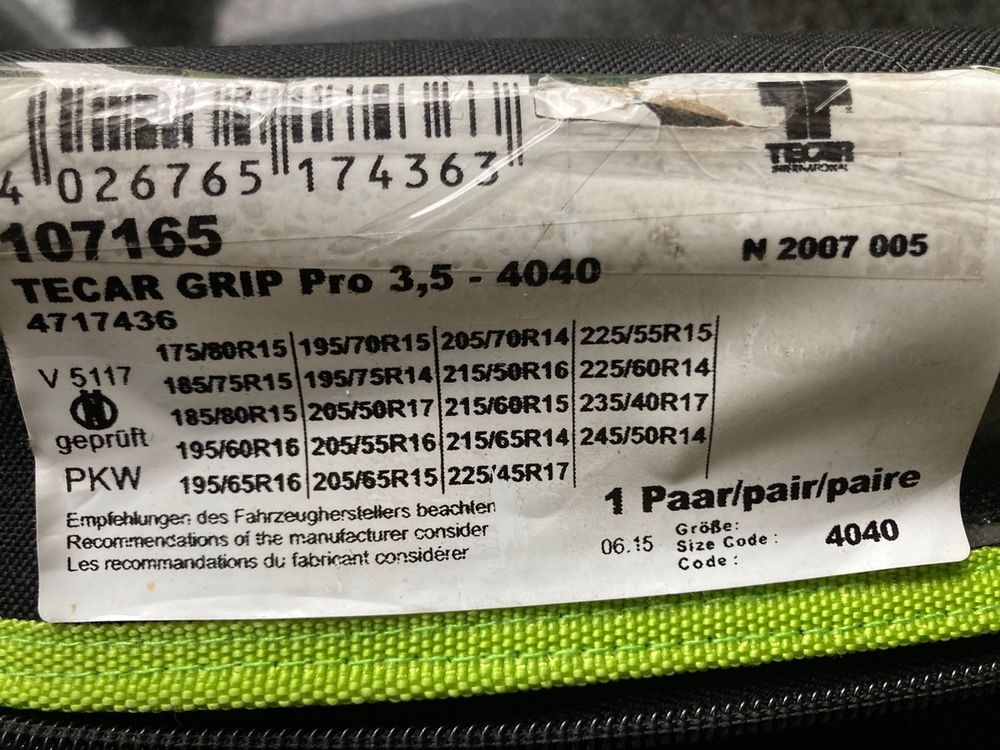 4 026765 174363
TECAR
INTERNATIONAL
107165
N 2007 005
TECAR GRIP Pro 3,5 - 4040
4717436
175/80R15 195/70R15 205/70R14 225/55R15
V 5117 185/75R15 195/75R14 215/50R16 225/60R14
185/80R15 205/50R17 215/60R15 235/40R17
geprüft 195/60R16 205/55R16 215/65R14 245/50R14
PKW 195/65R16 205/65R15 225/45R17
1 Paar/pair/paire
Empfehlungen des Fahrzeugherstellers beachten
Recommendations of the manufacturer consider
Les recommandations du fabricant considérer
06.15
Größe:
Size Code : 4040
Code :